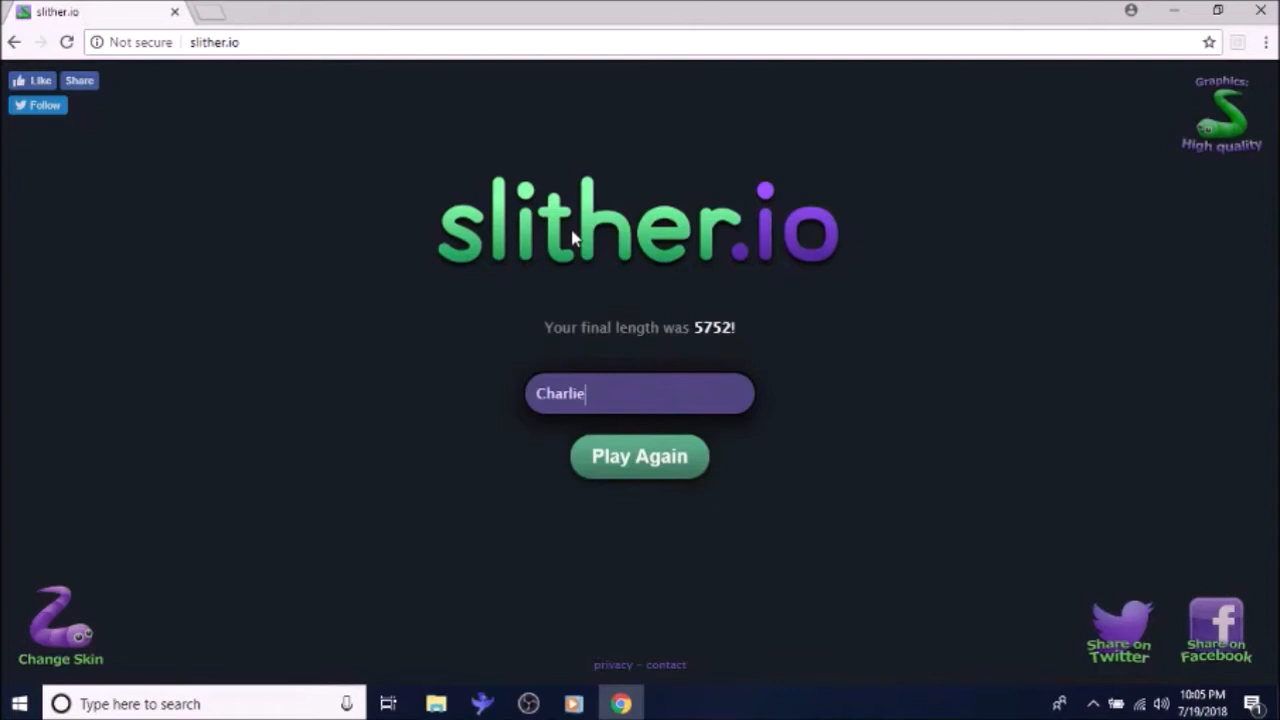 slither.io
Not secure slither.io
Like Share
Follow
Graphics:
High quality
slither.io
Your final length was 5752!
Charlie
Play Again
Change Skin
Share on
Twitter
Share on
Facebook
privacy - contact
Type here to search
10:05 PM
7/19/2018
1